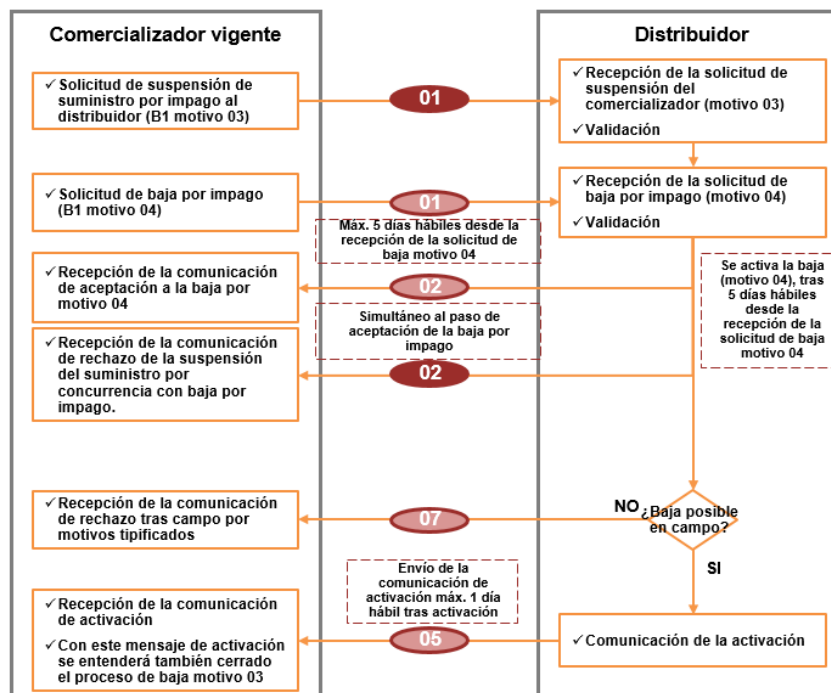 Comercializador vigente
Distribuidor
✓ Solicitud de suspensión de
suministro por impago al
distribuidor (B1 motivo 03)
01
✓ Recepción de la solicitud de
suspensión del
comercializador (motivo 03)
✓ Validación
✓ Solicitud de baja por impago
(B1 motivo 04)
01
✓ Recepción de la solicitud de
baja por impago (motivo 04)
✓ Validación
Máx. 5 días hábiles desde la
recepción de la solicitud de
baja motivo 04
✓ Recepción de la comunicación
de aceptación a la baja por
motivo 04
02
Se activa la baja
(motivo 04), tras
5 días hábiles
desde la
recepción de la
solicitud de baja
motivo 04
Simultáneo al paso de
aceptación de la baja por
impago
✓ Recepción de la comunicación
de rechazo de la suspensión
del suministro por
concurrencia con baja por
impago.
02
✓ Recepción de la comunicación
de rechazo tras campo por
motivos tipificados
07
NO
¿Baja posible
en campo?
SI
Envío de la
comunicación de
activación máx. 1 día
hábil tras activación
✓ Recepción de la comunicación
de activación
✓ Con este mensaje de activación
se entenderá también cerrado
el proceso de baja motivo 03
05
✓ Comunicación de la activación